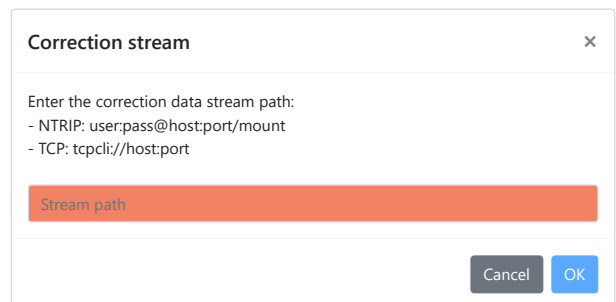 Correction stream ×
Enter the correction data stream path:
- NTRIP: user:pass@host:port/mount
- TCP: tcpcli://host:port
Stream path
Cancel OK